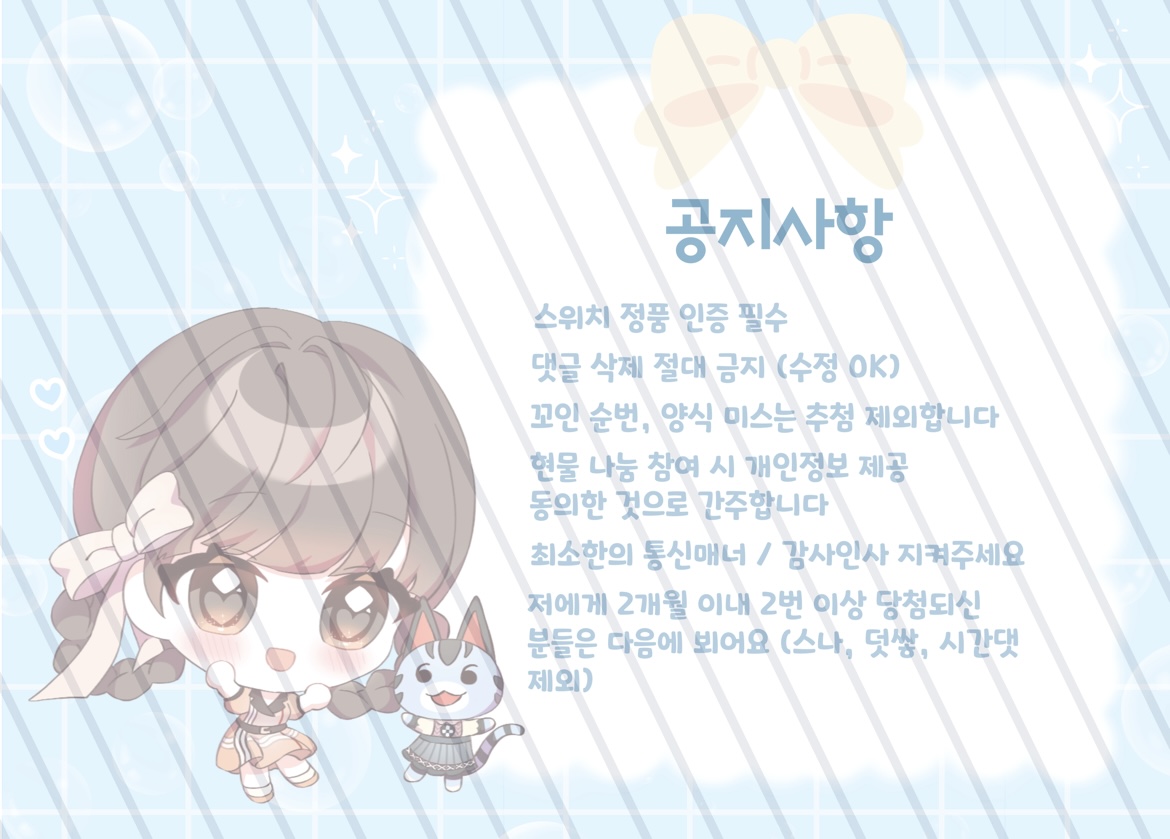 공지사항
스위치 정품 인증 필수
댓글 삭제 절대 금지 (수정 OK)
꼬인 순번, 양식 미스는 추첨 제외합니다
현물 나눔 참여 시 개인정보 제공
동의한 것으로 간주합니다
최소한의 통신매너 / 감사인사 지켜주세요
저에게 2개월 이내 2번 이상 당첨되신
분들은 다음에 뵈어요 (스나, 덧쌓, 시간댓
제외)